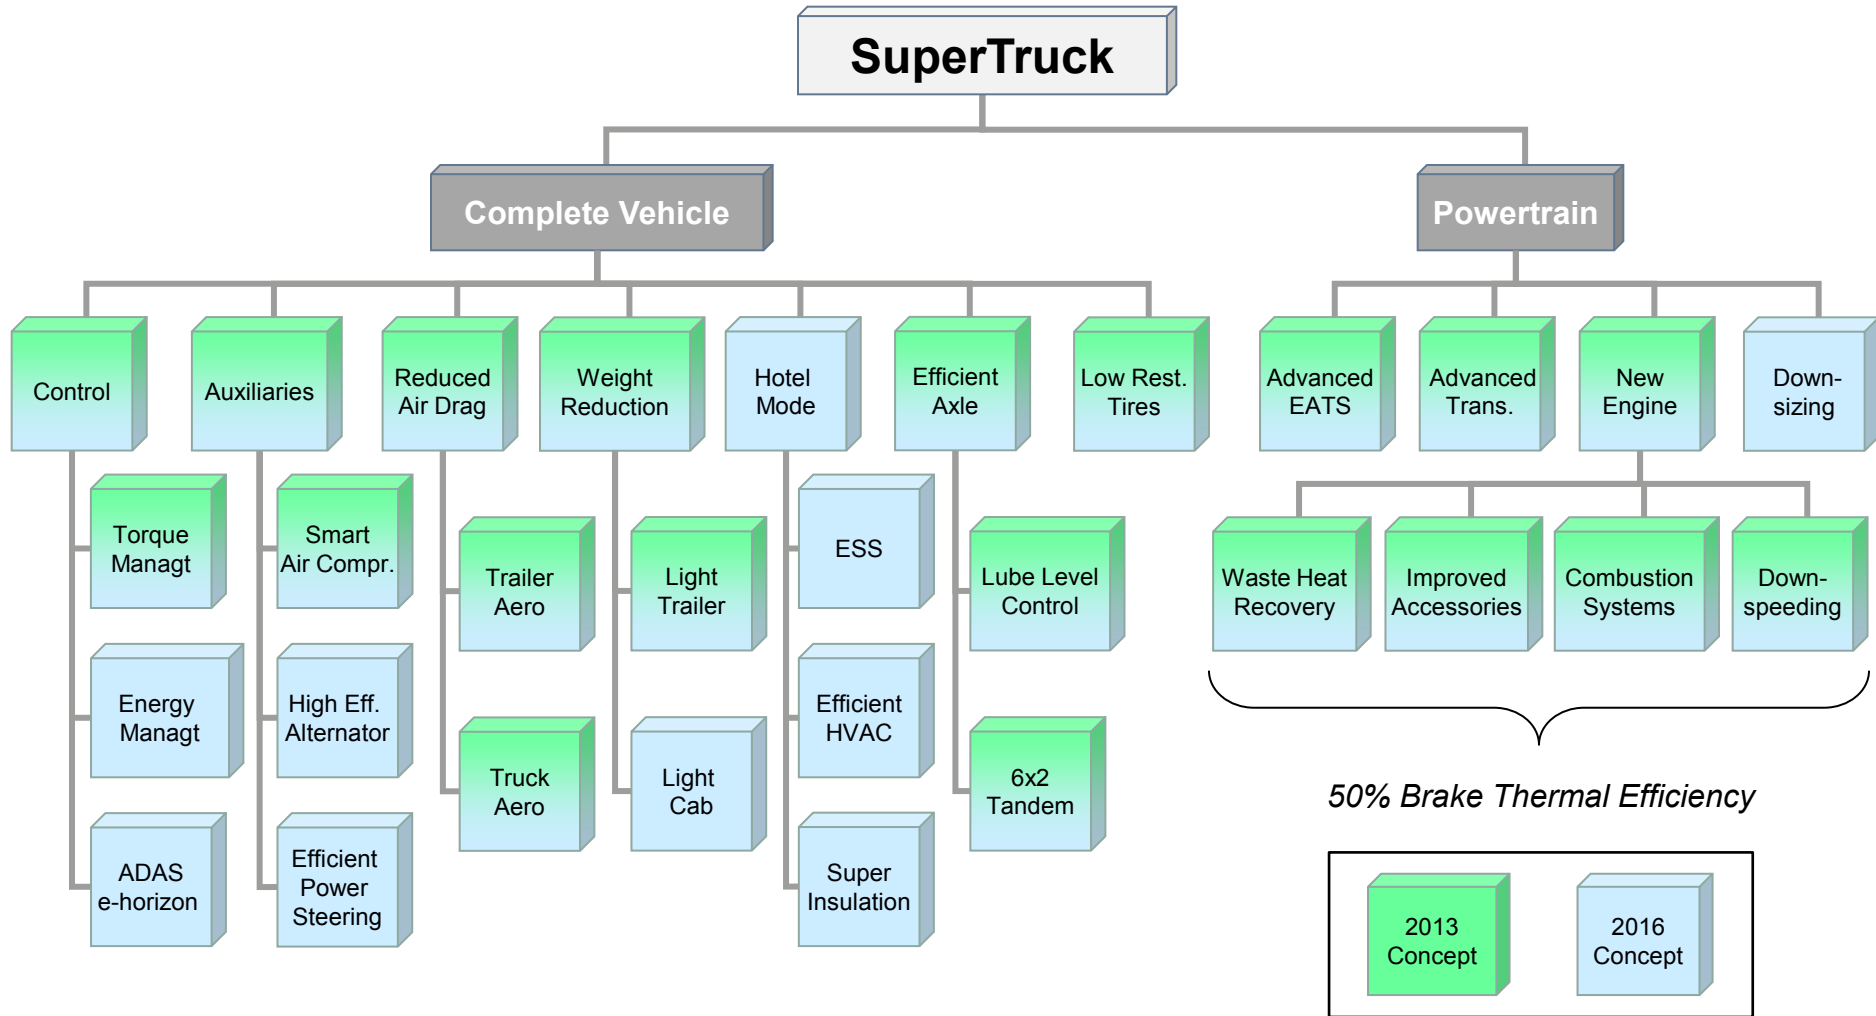 SuperTruck
Complete Vehicle
Powertrain
Control
Auxiliaries
Reduced
Air Drag
Weight
Reduction
Hotel
Mode
Efficient
Axle
Low Rest.
Tires
Advanced
EATS
Advanced
Trans.
New
Engine
Down-
sizing
Torque
Managt
Smart
Air Compr.
Trailer
Aero
Light
Trailer
ESS
Lube Level
Control
Waste Heat
Recovery
Improved
Accessories
Combustion
Systems
Down-
speeding
Energy
Managt
High Eff.
Alternator
Truck
Aero
Light
Cab
Efficient
HVAC
6x2
Tandem
50% Brake Thermal Efficiency
ADAS
e-horizon
Efficient
Power
Steering
Super
Insulation
2013
Concept
2016
Concept